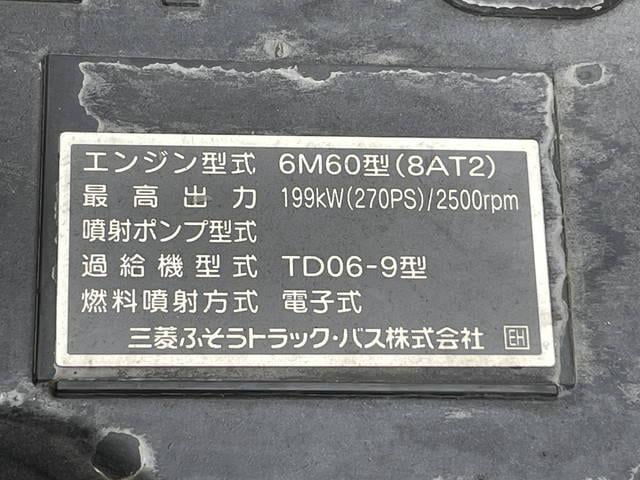 エンジン型式 6M60型(8AT2)
最高出力 199kW(270PS)/2500rpm
噴射ポンプ型式
過給機型式 TD06-9型
燃料噴射方式 電子式
三菱ふそうトラック・バス株式会社 EH